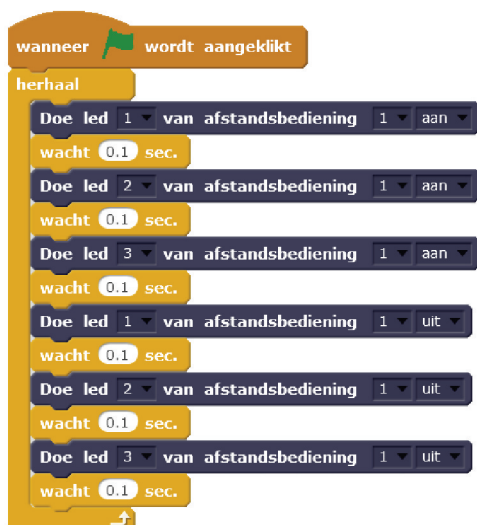 wanneer wordt aangeklikt
herhaal
Doe led 1 van afstandsbediening 1 aan
wacht 0.1 sec.
Doe led 2 van afstandsbediening 1 aan
wacht 0.1 sec.
Doe led 3 van afstandsbediening 1 aan
wacht 0.1 sec.
Doe led 1 van afstandsbediening 1 uit
wacht 0.1 sec.
Doe led 2 van afstandsbediening 1 uit
wacht 0.1 sec.
Doe led 3 van afstandsbediening 1 uit
wacht 0.1 sec.